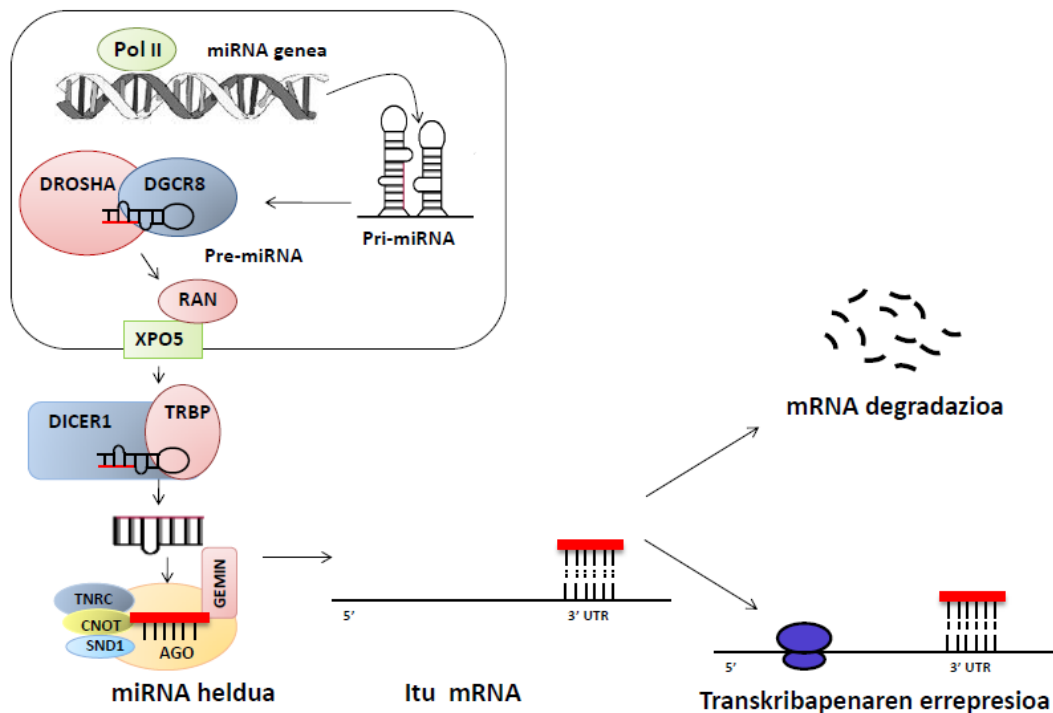 Pol II
miRNA genea
DROSHA
DGCR8
Pri-miRNA
Pre-miRNA
RAN
XPO5
DICER1
TRBP
GEMIN
TNRC
CNOT
SND1
AGO
miRNA heldua
5'
3' UTR
Itu mRNA
mRNA degradazioa
5'
3' UTR
Transkribapenaren errepresioa